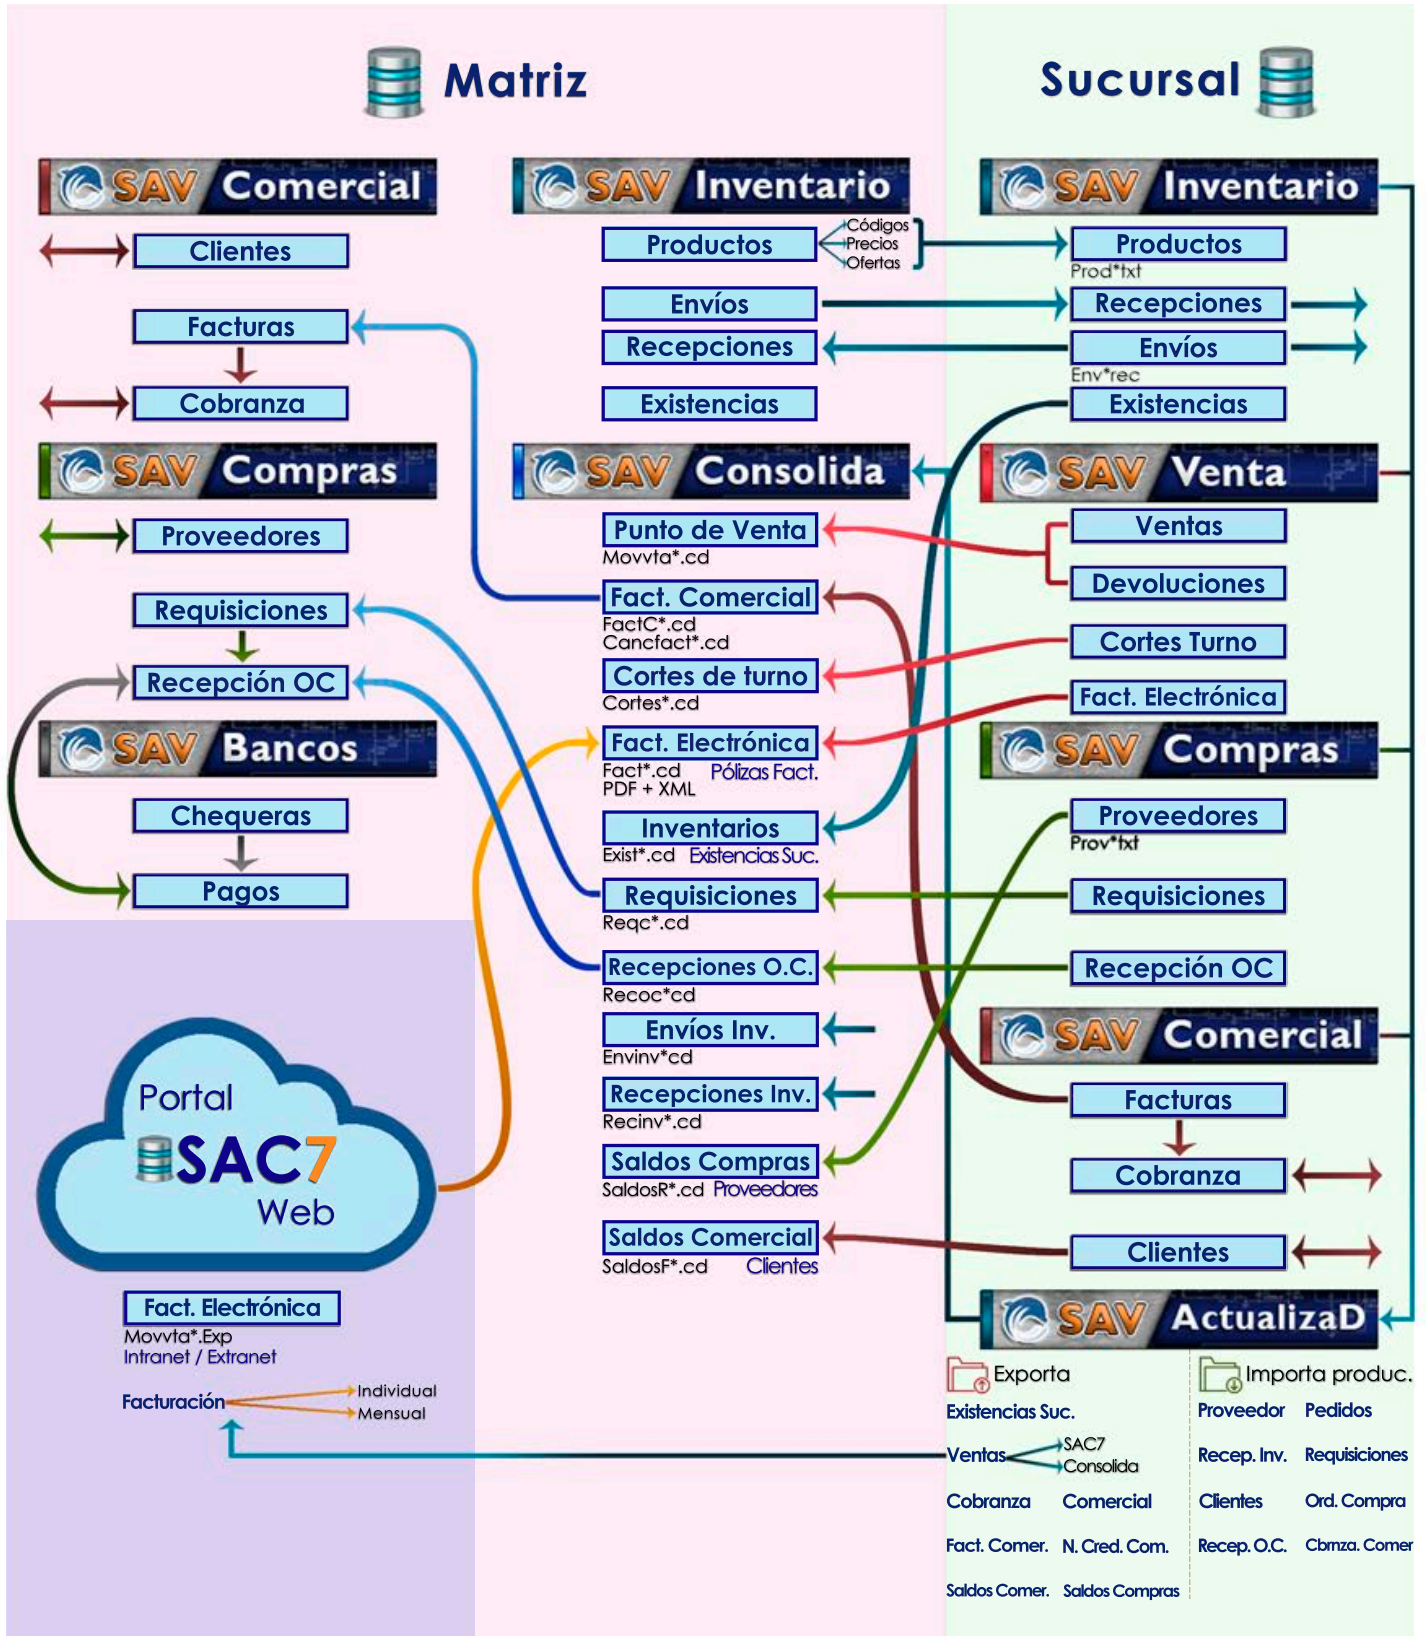 Matriz
Sucursal
SAV Comercial
Clientes
Facturas
Cobranza
SAV Compras
Proveedores
Requisiciones
Recepción OC
SAV Bancos
Chequeras
Pagos
Portal
SAC7
Web
Fact. Electrónica
Movvta*.Exp
Intranet / Extranet
Facturación
Individual
Mensual
SAV Inventario
Productos
Códigos
Precios
Ofertas
Envíos
Recepciones
Existencias
SAV Consolida
Punto de Venta
Movvta*.cd
Fact. Comercial
FactC*.cd
Cancfact*.cd
Cortes de turno
Cortes*.cd
Fact. Electrónica
Fact*.cd Pólizas Fact.
PDF + XML
Inventarios
Exist*.cd Existencias Suc.
Requisiciones
Reqc*.cd
Recepciones O.C.
Recoc*cd
Envíos Inv.
Envinv*cd
Recepciones Inv.
Recinv*.cd
Saldos Compras
SaldosR*.cd Proveedores
Saldos Comercial
SaldosF*.cd Clientes
SAV Inventario
Productos
Prod*txt
Recepciones
Envíos
Env*rec
Existencias
SAV Venta
Ventas
Devoluciones
Cortes Turno
Fact. Electrónica
SAV Compras
Proveedores
Prov*txt
Requisiciones
Recepción OC
SAV Comercial
Facturas
Cobranza
Clientes
SAV ActualizaD
Exporta
Existencias Suc.
Ventas
SAC7
Consolida
Cobranza Comercial
Fact. Comer. N. Cred. Com.
Saldos Comer. Saldos Compras
Importa produc.
Proveedor Pedidos
Recep. Inv. Requisiciones
Clientes Ord. Compra
Recep. O.C. Cbrnza. Comer